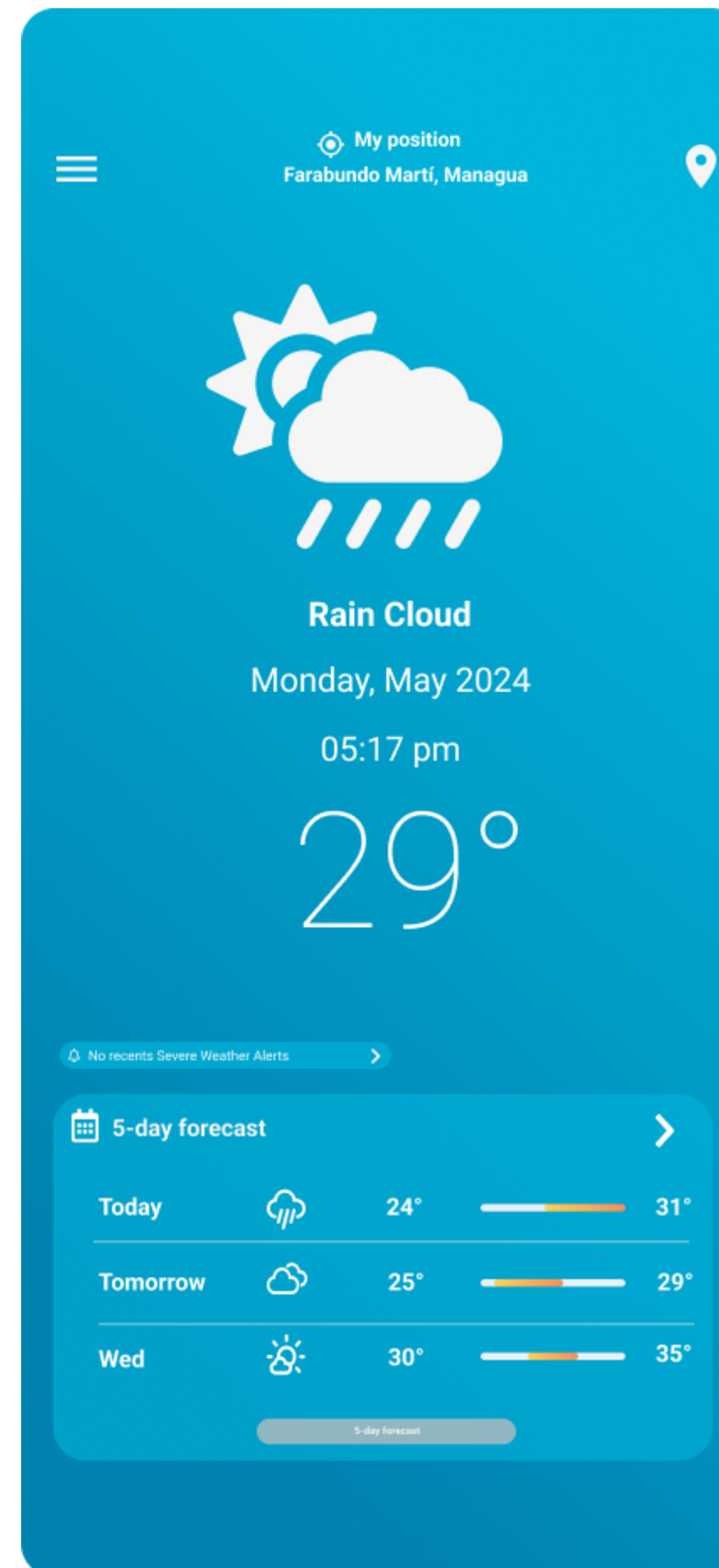 My position
Farabundo Martí, Managua
Rain Cloud
Monday, May 2024
05:17 pm
29°
No recents Severe Weather Alerts
5-day forecast
Today 24° 31°
Tomorrow 25° 29°
Wed 30° 35°
5-day forecast